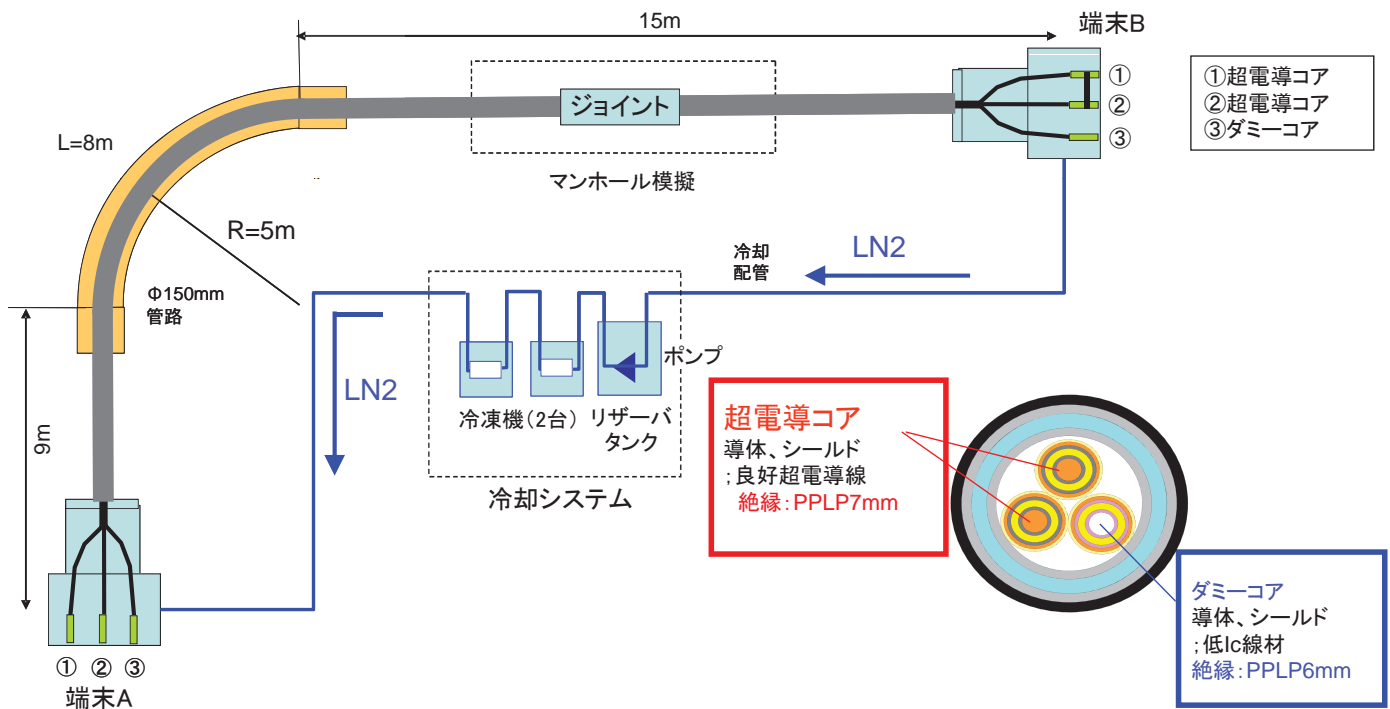 15m
端末B
①
②
③
①超電導コア
②超電導コア
③ダミーコア
ジョイント
マンホール模擬
L=8m
R=5m
Φ150mm
管路
9m
冷却
配管
LN2
LN2
ポンプ
冷凍機(2台)
リザーバ
タンク
冷却システム
超電導コア
導体、シールド
;良好超電導線
絶縁:PPLP7mm
ダミーコア
導体、シールド
;低Ic線材
絶縁:PPLP6mm
① ② ③
端末A